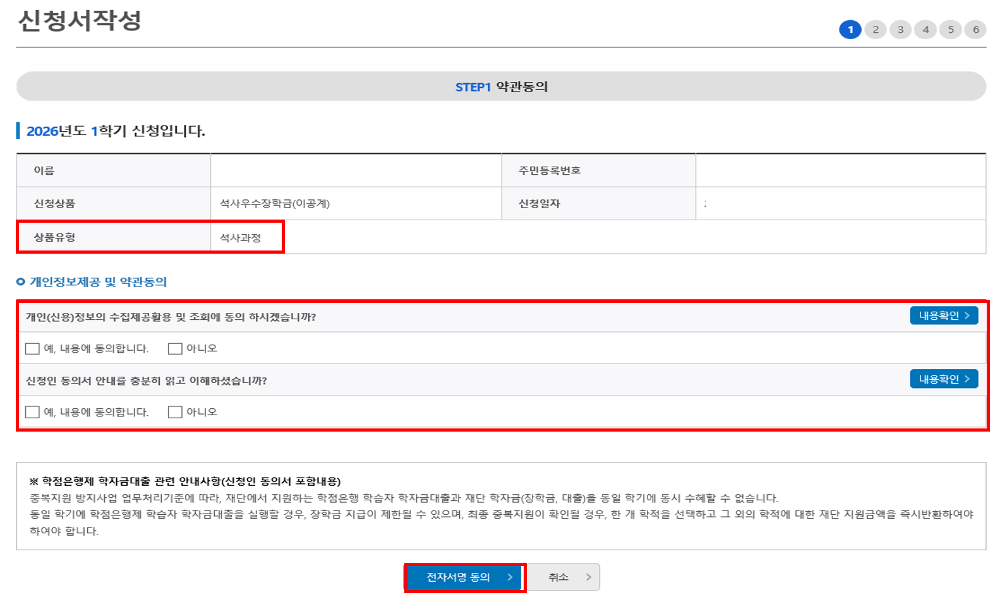 신청서작성
1 2 3 4 5 6
STEP1 약관동의
2026년도 1학기 신청입니다.
이름 주민등록번호
신청상품 석사우수장학금(이공계) 신청일자
상품유형 석사과정
개인정보제공 및 약관동의
개인(신용)정보의 수집제공활용 및 조회에 동의 하시겠습니까? 내용확인 >
예, 내용에 동의합니다. 아니오
신청인 동의서 안내를 충분히 읽고 이해하셨습니까? 내용확인 >
예, 내용에 동의합니다. 아니오
※ 학점은행제 학자금대출 관련 안내사항(신청인 동의서 포함내용)
중복지원 방지사업 업무처리기준에 따라, 재단에서 지원하는 학점은행 학습자 학자금대출과 재단 학자금(장학금, 대출)을 동일 학기에 동시 수혜할 수 없습니다.
동일 학기에 학점은행제 학습자 학자금대출을 실행할 경우, 장학금 지급이 제한될 수 있으며, 최종 중복지원이 확인될 경우, 한 개 학적을 선택하고 그 외의 학적에 대한 재단 지원금액을 즉시반환하여야
하여야 합니다.
전자서명 동의 > 취소 >